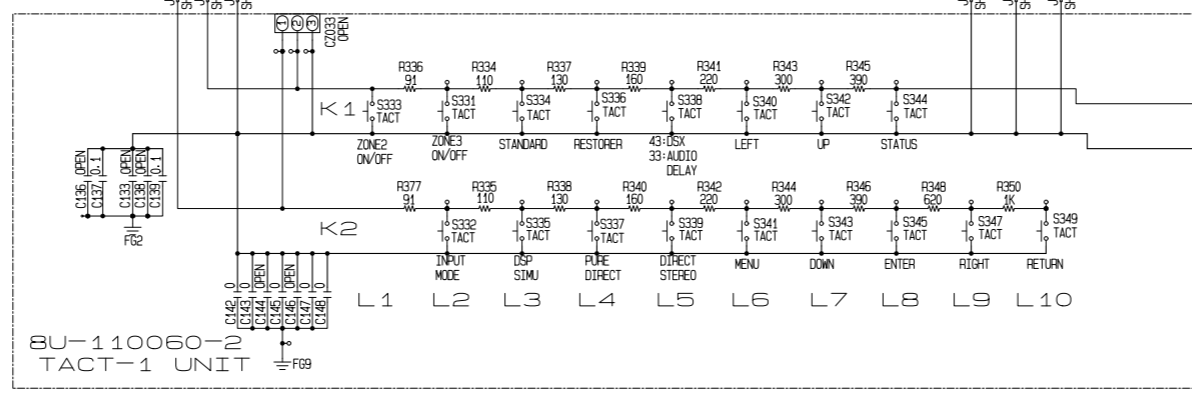 1 2 3
CZ033
OPEN
R336 R334 R337 R339 R341 R343 R345
91 110 130 160 220 300 390
K1
S333 TACT
S331 TACT
S334 TACT
S336 TACT
S338 TACT
S340 TACT
S342 TACT
S344 TACT
ZONE2 ON/OFF
ZONE3 ON/OFF
STANDARD
RESTORER
43:DSX
33:AUDIO
DELAY
LEFT
UP
STATUS
C136 OPEN
C137 0.1
C133 OPEN
C138 OPEN
C139 0.1
FG2
R377 R335 R338 R340 R342 R344 R346 R348 R350
91 110 130 160 220 300 390 620 1K
K2
S332 TACT
S335 TACT
S337 TACT
S339 TACT
S341 TACT
S343 TACT
S345 TACT
S347 TACT
S349 TACT
INPUT MODE
DSP SIMU
PURE DIRECT
DIRECT STEREO
MENU
DOWN
ENTER
RIGHT
RETURN
C142 0
C143 0
C144 OPEN
C145 0
C146 OPEN
C147 0
C148 0
L1 L2 L3 L4 L5 L6 L7 L8 L9 L10
8U-110060-2
TACT-1 UNIT
FG9